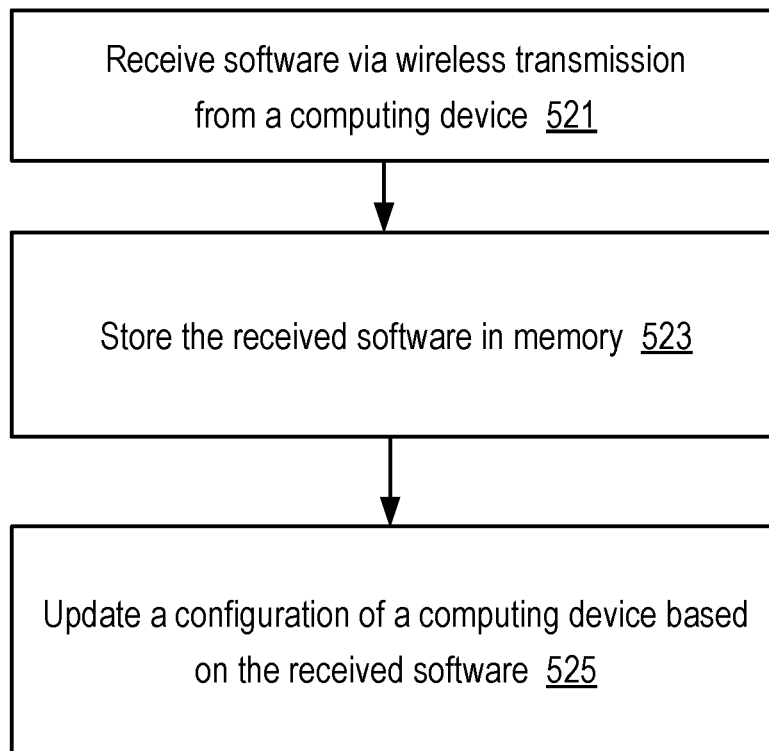 Receive software via wireless transmission
from a computing device 521
Store the received software in memory 523
Update a configuration of a computing device based
on the received software 525